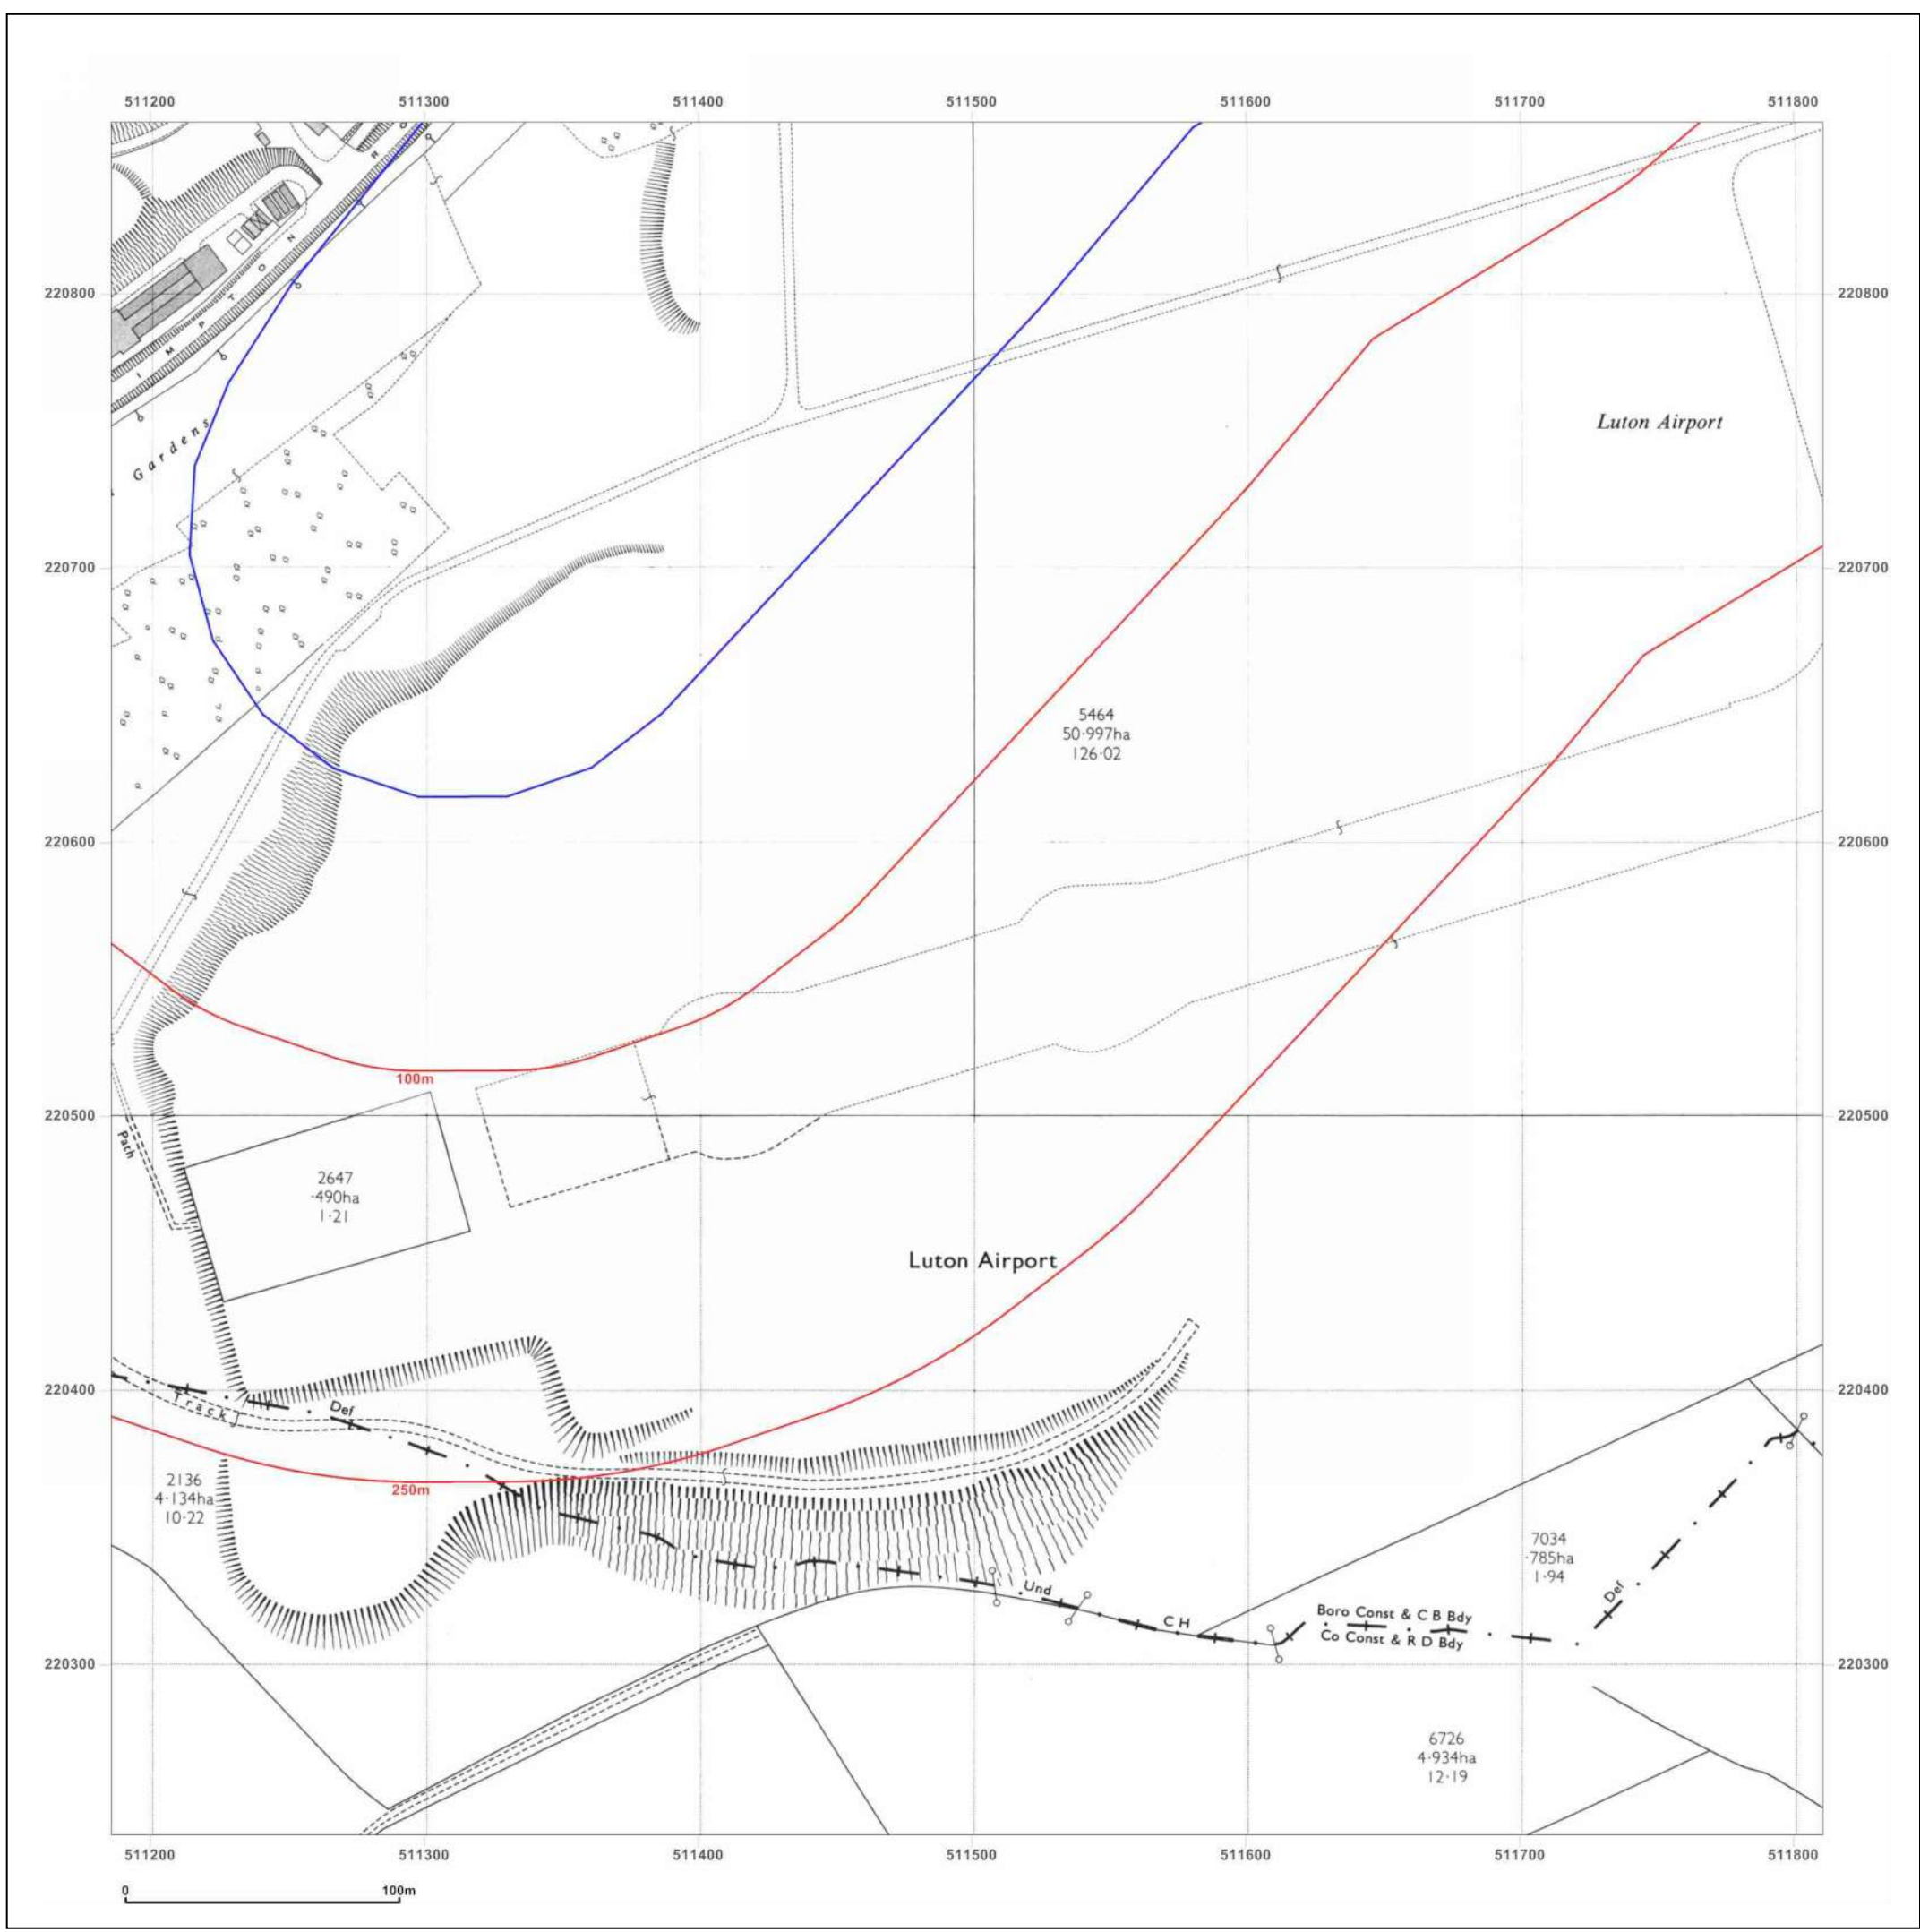 511200 511300 511400 511500 511600 511700 511800
I M P T O N R O
220800 220800
Luton Airport
Gardens
220700 220700
5464
50·997ha
126·02
220600 220600
100m
220500 220500
Path
2647
·490ha
1·21
Luton Airport
220400 220400
Track
Def
2136
4·134ha
10·22
250m
7034
·785ha
1·94
Und
Def
C H
Boro Const & C B Bdy
Co Const & R D Bdy
220300 220300
6726
4·934ha
12·19
511200 511300 511400 511500 511600 511700 511800
0 100m